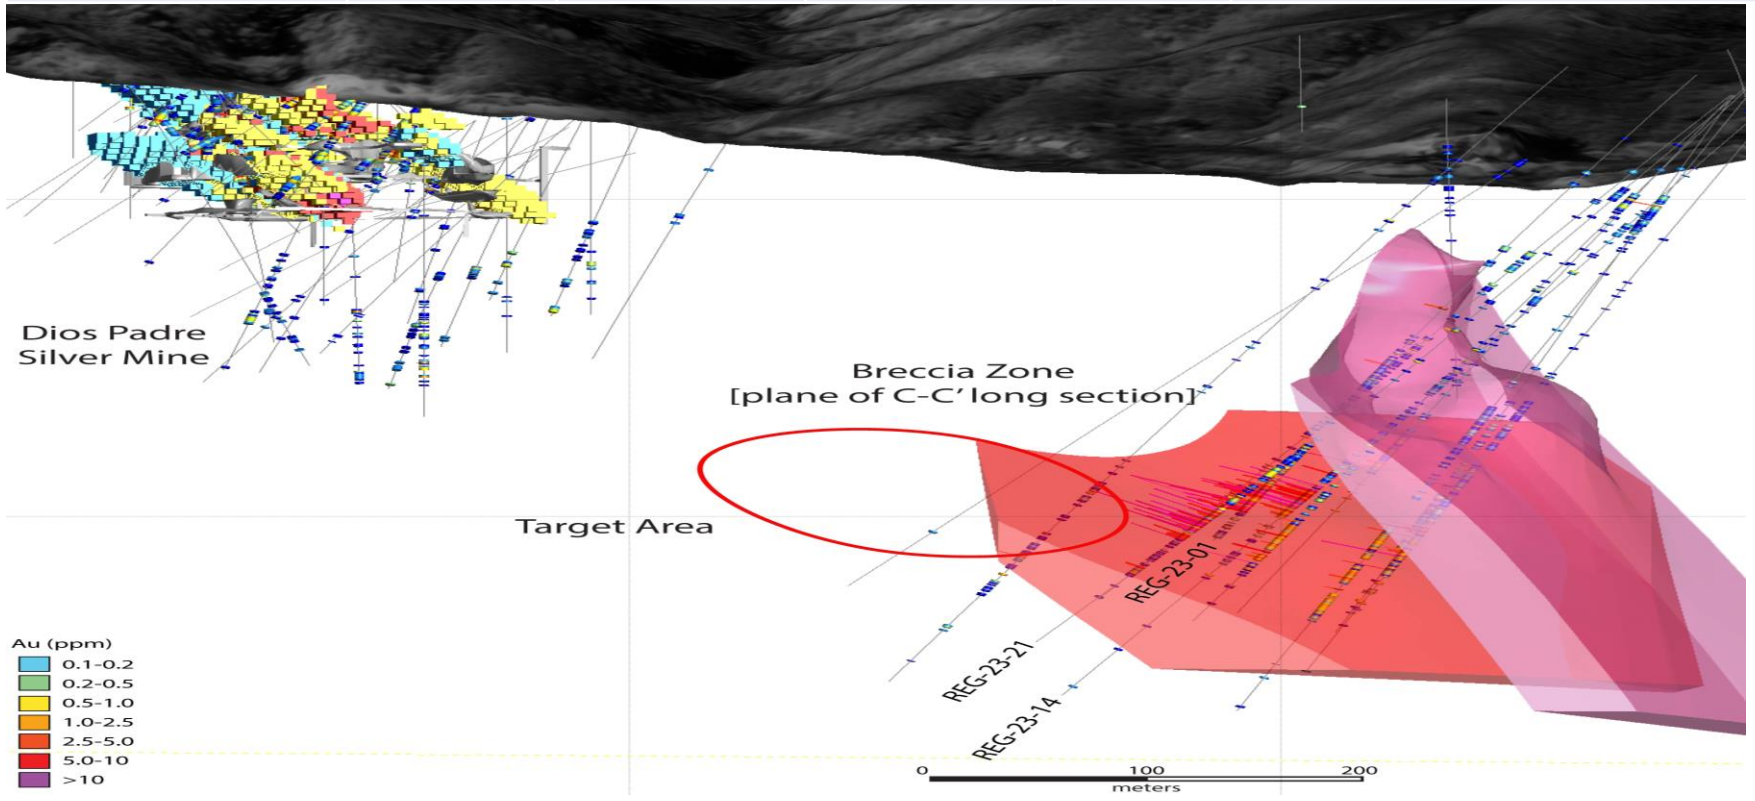 Dios Padre
Silver Mine
Breccia Zone
[plane of C-C' long section]
Target Area
REG-23-01
REG-23-21
REG-23-14
Au (ppm)
0.1-0.2
0.2-0.5
0.5-1.0
1.0-2.5
2.5-5.0
5.0-10
>10
0 100 200
meters